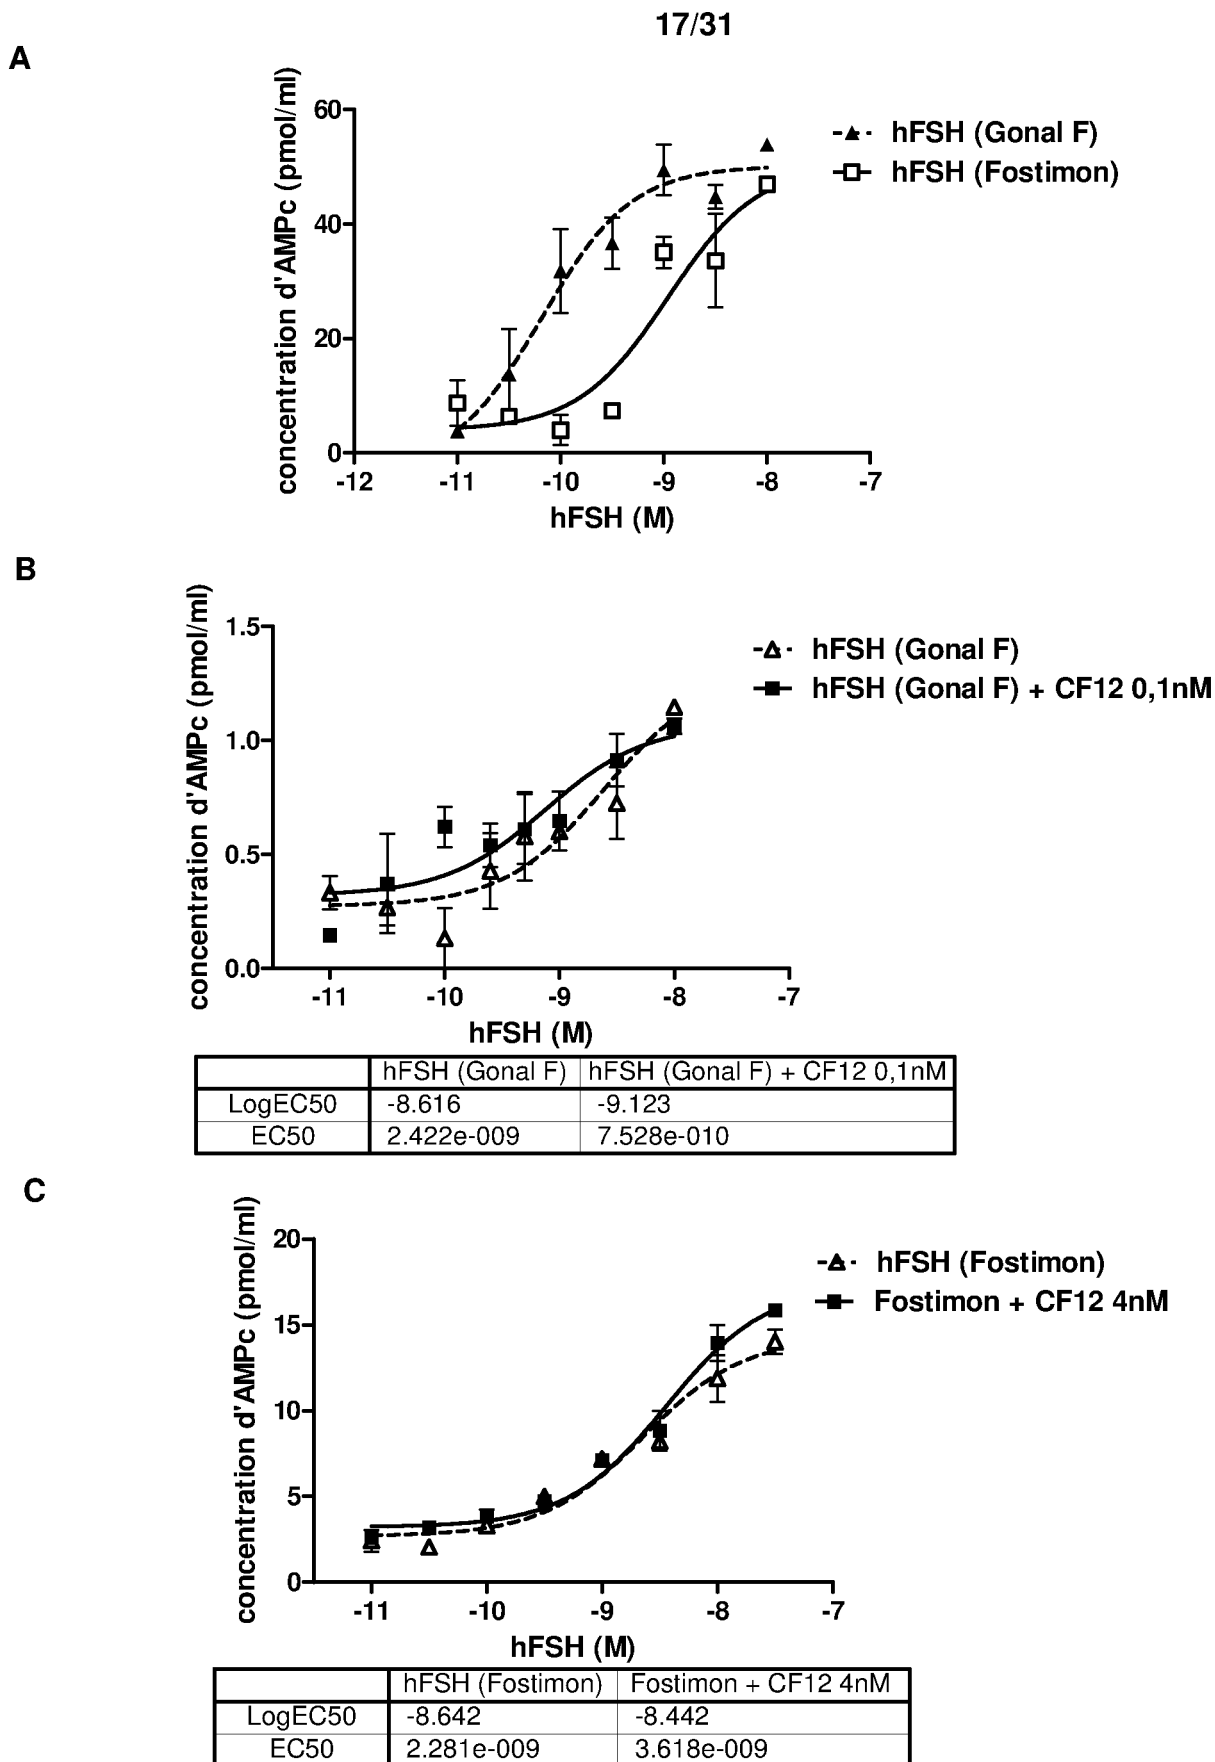 17/31
A
concentration d'AMPc (pmol/ml)
60
40
20
0
-12 -11 -10 -9 -8 -7
hFSH (M)
hFSH (Gonal F)
hFSH (Fostimon)
B
concentration d'AMPc (pmol/ml)
1.5
1.0
0.5
0.0
-11 -10 -9 -8 -7
hFSH (M)
hFSH (Gonal F)
hFSH (Gonal F) + CF12 0,1nM
hFSH (Gonal F) hFSH (Gonal F) + CF12 0,1nM
LogEC50 -8.616 -9.123
EC50 2.422e-009 7.528e-010
C
concentration d'AMPc (pmol/ml)
20
15
10
5
0
-11 -10 -9 -8 -7
hFSH (M)
hFSH (Fostimon)
Fostimon + CF12 4nM
hFSH (Fostimon) Fostimon + CF12 4nM
LogEC50 -8.642 -8.442
EC50 2.281e-009 3.618e-009